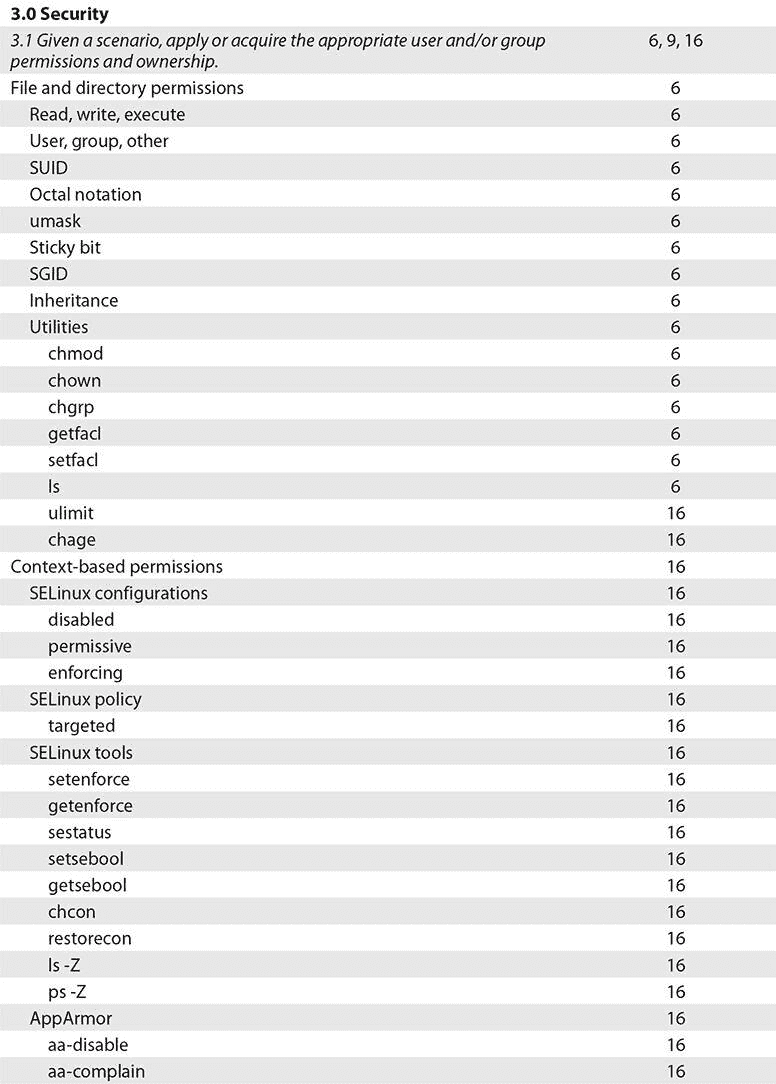 3.0 Security
3.1 Given a scenario, apply or acquire the appropriate user and/or group 6, 9, 16
permissions and ownership.
File and directory permissions 6
Read, write, execute 6
User, group, other 6
SUID 6
Octal notation 6
umask 6
Sticky bit 6
SGID 6
Inheritance 6
Utilities 6
chmod 6
chown 6
chgrp 6
getfacl 6
setfacl 6
ls 6
ulimit 16
chage 16
Context-based permissions 16
SELinux configurations 16
disabled 16
permissive 16
enforcing 16
SELinux policy 16
targeted 16
SELinux tools 16
setenforce 16
getenforce 16
sestatus 16
setsebool 16
getsebool 16
chcon 16
restorecon 16
ls -Z 16
ps -Z 16
AppArmor 16
aa-disable 16
aa-complain 16